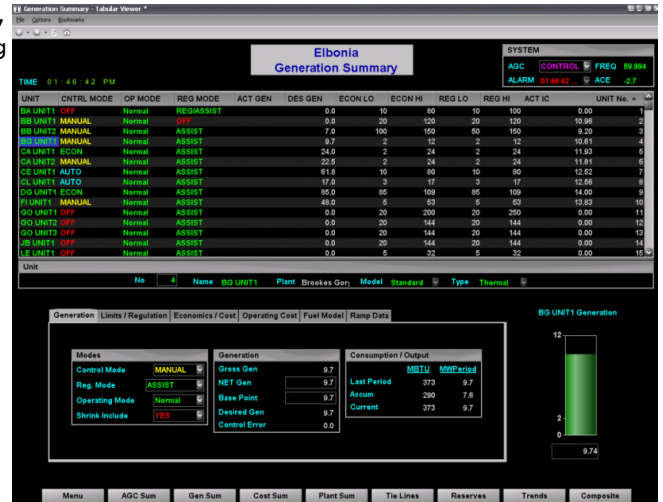 Generation Summary - Tabular Viewer *
File Options Bookmarks
Elbonia
Generation Summary
SYSTEM
AGC CONTROL FREQ 59.994
ALARM 01:46:42 ... ACE -2.7
TIME 01:46:42 PM
UNIT CNTRL MODE OP MODE REG MODE ACT GEN DES GEN ECON LO ECON HI REG LO REG HI ACT IC UNIT No.
BA UNIT1 OFF Normal REG/ASSIST 0.0 10 80 10 100 0.00 1
BB UNIT1 MANUAL Normal OFF 0.0 20 120 20 120 10.96 2
BB UNIT2 MANUAL Normal ASSIST 7.0 100 150 50 150 9.20 3
BG UNIT1 MANUAL Normal ASSIST 9.7 2 12 2 12 10.61 4
CA UNIT1 ECON Normal ASSIST 24.0 2 24 2 24 11.93 5
CA UNIT2 MANUAL Normal ASSIST 22.5 2 24 2 24 11.81 6
CE UNIT1 AUTO Normal ASSIST 61.8 10 80 10 80 12.52 7
CL UNIT1 AUTO Normal ASSIST 17.0 3 17 3 17 12.56 8
DG UNIT1 ECON Normal ASSIST 85.0 85 109 85 109 14.00 9
FI UNIT1 MANUAL Normal ASSIST 48.0 5 53 5 53 13.83 10
GO UNIT1 OFF Normal ASSIST 0.0 20 200 20 250 0.00 11
GO UNIT2 OFF Normal ASSIST 0.0 20 144 20 144 0.00 12
GO UNIT3 OFF Normal ASSIST 0.0 20 144 20 144 0.00 13
JB UNIT1 OFF Normal ASSIST 0.0 20 144 20 144 0.00 14
LE UNIT1 OFF Normal ASSIST 0.0 5 32 5 32 0.00 15
Unit
No 4 Name BG UNIT1 Plant Brookes Gor Model Standard Type Thermal
Generation Limits / Regulation Economics / Cost Operating Cost Fuel Model Ramp Data
BG UNIT1 Generation
Modes
Control Mode MANUAL
Reg. Mode ASSIST
Operating Mode Normal
Shrink Include YES
Generation
Gross Gen 9.7
NET Gen 9.7
Base Point 9.7
Desired Gen 9.7
Control Error 0.0
Consumption / Output
MBTU MWPeriod
Last Period 373 9.7
Accum 290 7.6
Current 373 9.7
12
2
0
9.74
Menu AGC Sum Gen Sum Cost Sum Plant Sum Tie Lines Reserves Trends Composite